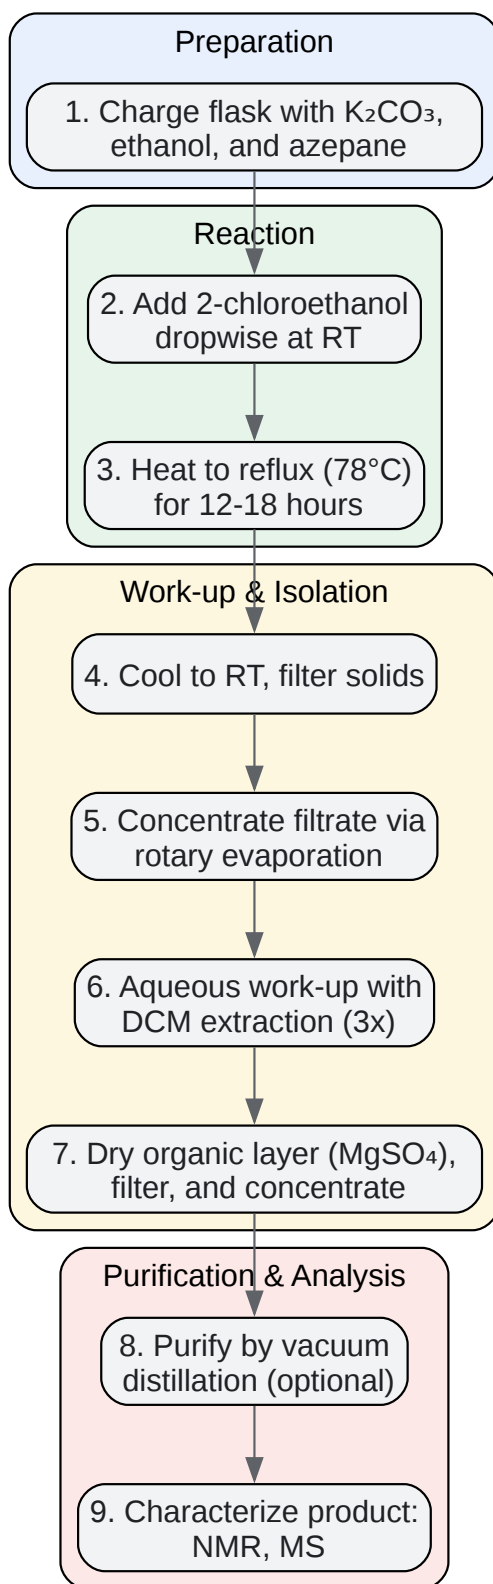 Preparation
1. Charge flask with K₂CO₃,
ethanol, and azepane
Reaction
2. Add 2-chloroethanol
dropwise at RT
3. Heat to reflux (78°C)
for 12-18 hours
Work-up & Isolation
4. Cool to RT, filter solids
5. Concentrate filtrate via
rotary evaporation
6. Aqueous work-up with
DCM extraction (3x)
7. Dry organic layer (MgSO₄),
filter, and concentrate
Purification & Analysis
8. Purify by vacuum
distillation (optional)
9. Characterize product:
NMR, MS